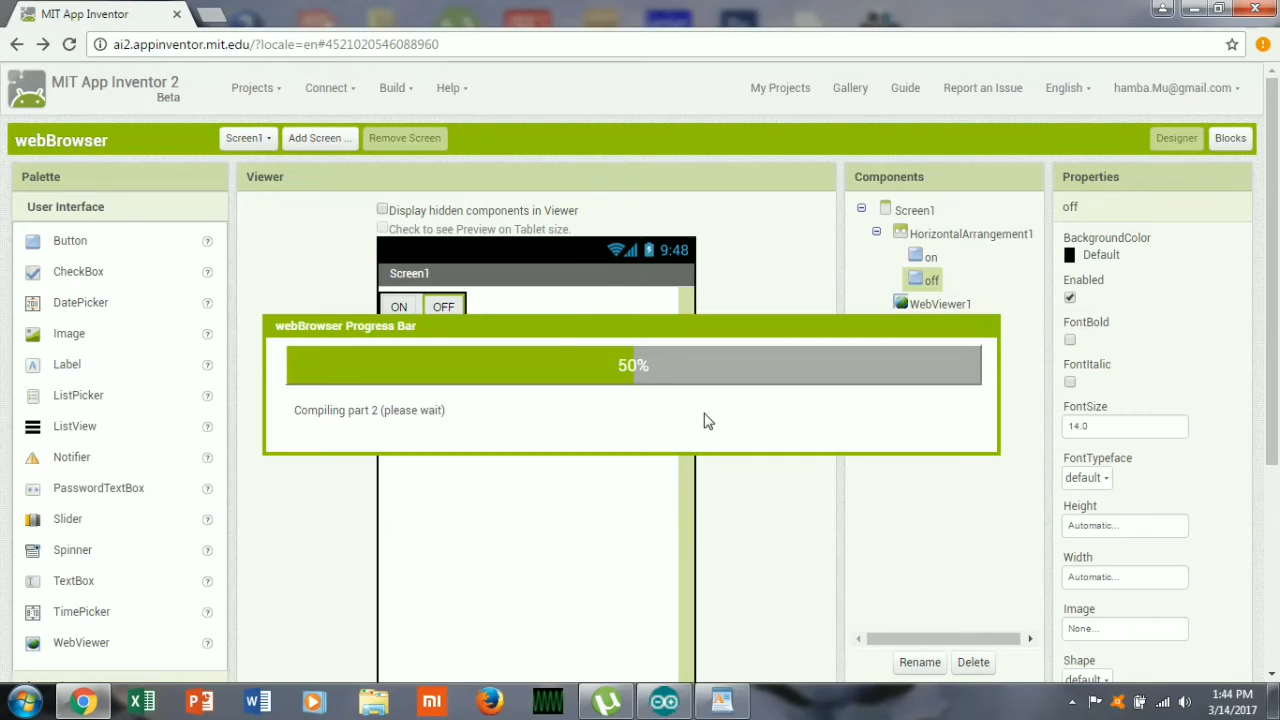 MIT App Inventor 2
ai2.appinventor.mit.edu/?locale=en#4521020546088960
MIT App Inventor 2
Beta
Projects
Connect
Build
Help
My Projects
Gallery
Guide
Report an Issue
English
hamba.Mu@gmail.com
webBrowser
Screen1
Add Screen ...
Remove Screen
Designer
Blocks
Palette
User Interface
Button
CheckBox
DatePicker
Image
Label
ListPicker
ListView
Notifier
PasswordTextBox
Slider
Spinner
TextBox
TimePicker
WebViewer
Viewer
Display hidden components in Viewer
Check to see Preview on Tablet size.
9:48
Screen1
ON
OFF
webBrowser Progress Bar
50%
Compiling part 2 (please wait)
Components
Screen1
HorizontalArrangement1
on
off
WebViewer1
Rename
Delete
Properties
off
BackgroundColor
Default
Enabled
FontBold
FontItalic
FontSize
14.0
FontTypeface
default
Height
Automatic...
Width
Automatic...
Image
None...
Shape
default
1:44 PM
3/14/2017